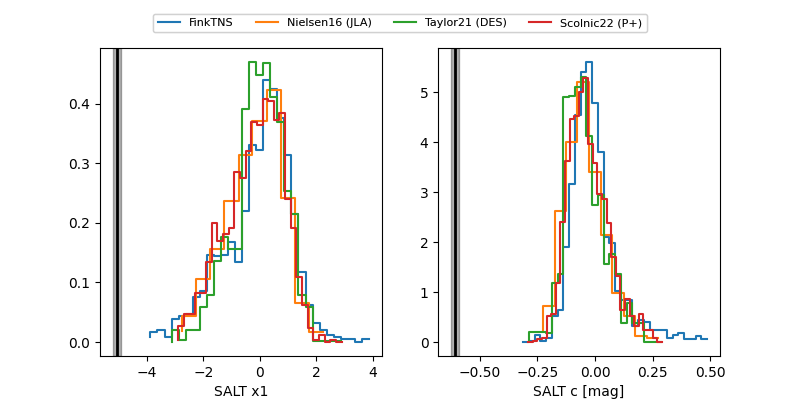 FinkTNS Nielsen16 (JLA) Taylor21 (DES) Scolnic22 (P+)
0.4
0.3
0.2
0.1
0.0
−4 −2 0 2 4
SALT x1
5
4
3
2
1
0
−0.50 −0.25 0.00 0.25 0.50
SALT c [mag]